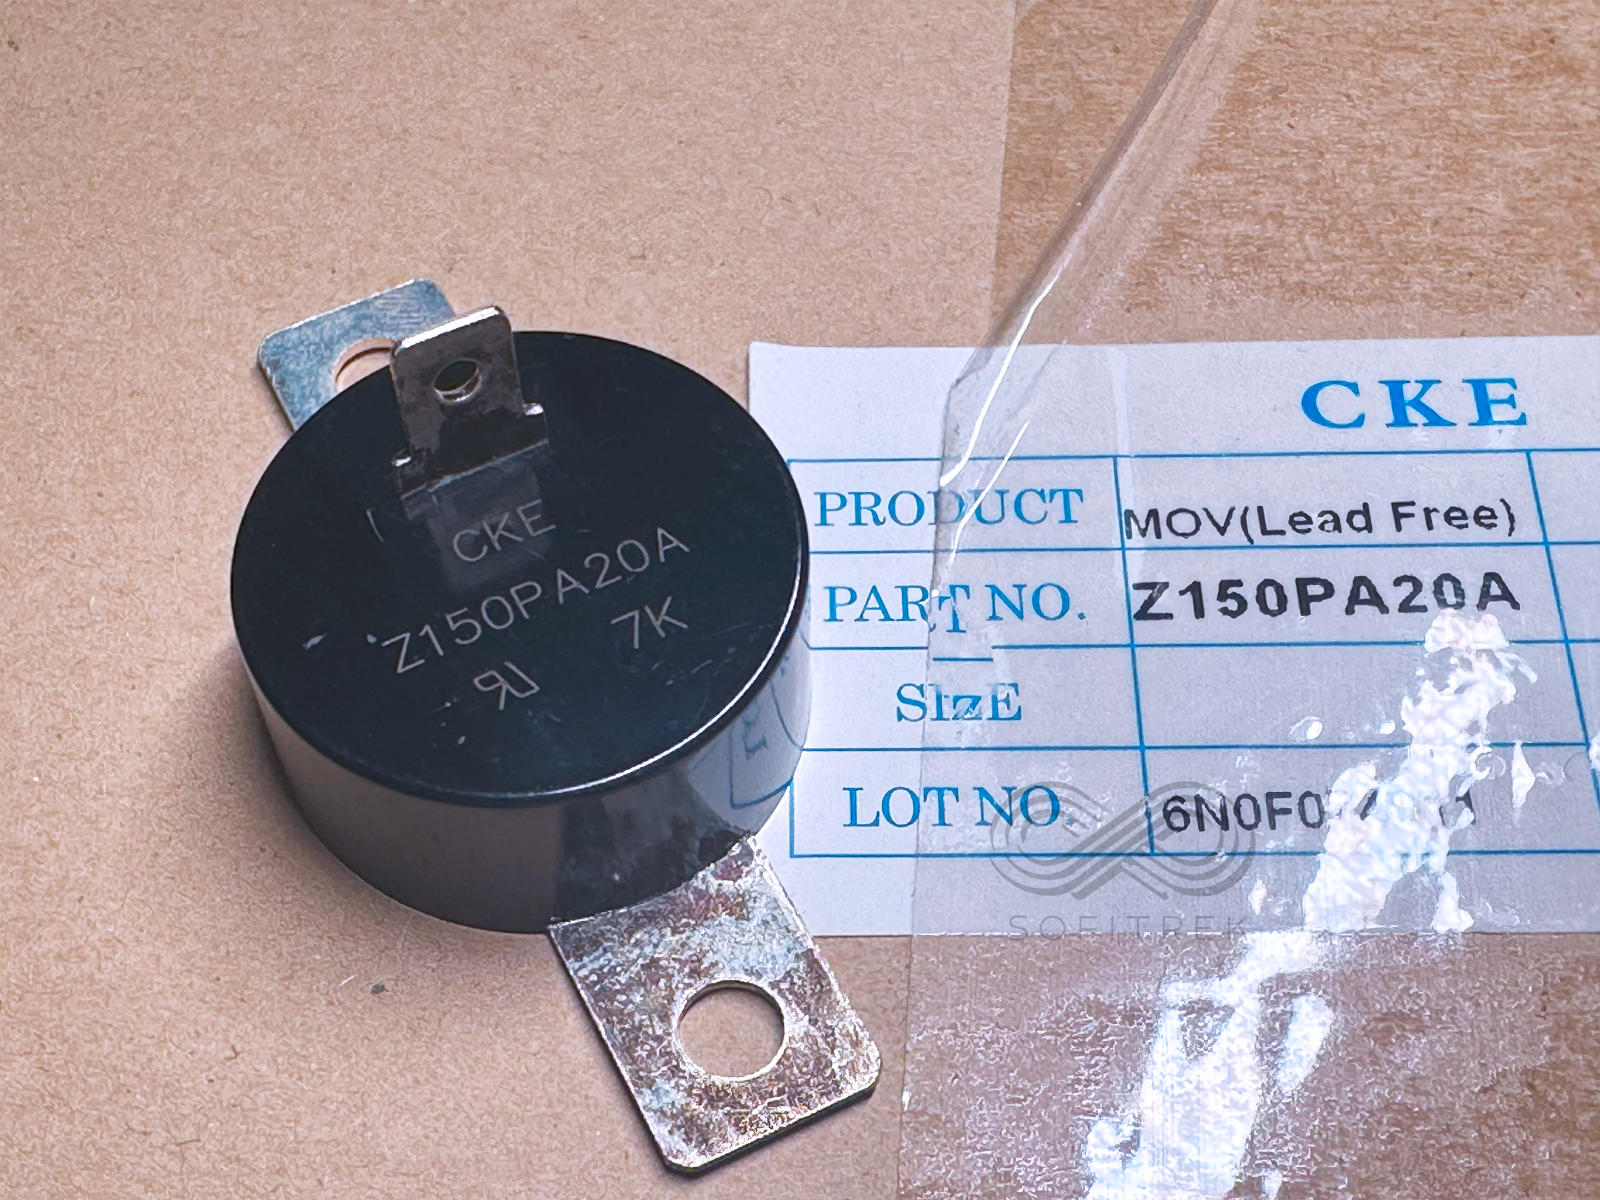 CKE
Z150PA20A
7K
CKE
PRODUCT MOV(Lead Free)
PART NO. Z150PA20A
SIzE
LOT NO.
SOFITREK